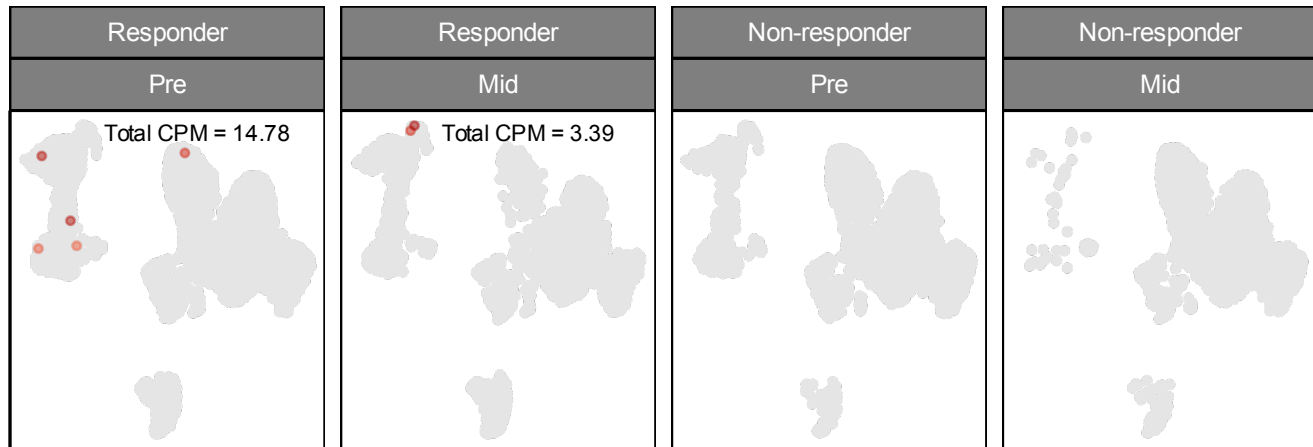 Responder
Responder
Non-responder
Non-responder
Pre
Mid
Pre
Mid
Total CPM = 14.78
Total CPM = 3.39